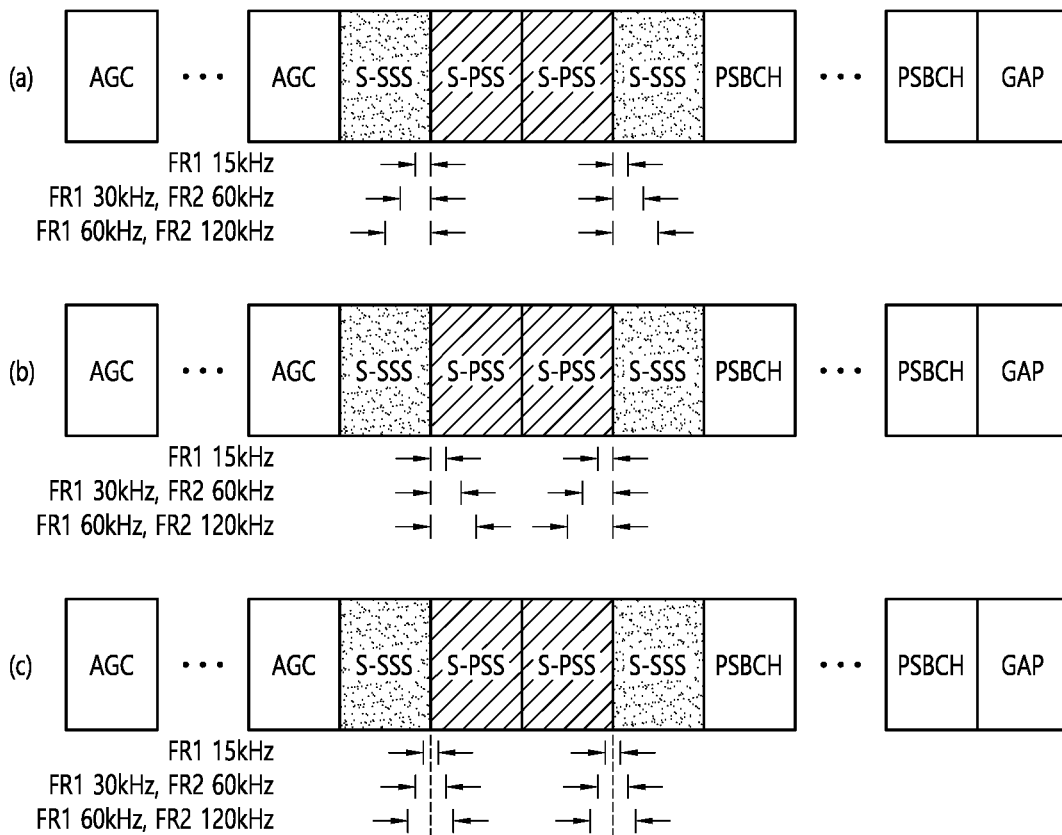 (a) AGC ••• AGC S-SSS S-PSS S-PSS S-SSS PSBCH ••• PSBCH GAP
FR1 15kHz
FR1 30kHz, FR2 60kHz
FR1 60kHz, FR2 120kHz
(b) AGC ••• AGC S-SSS S-PSS S-PSS S-SSS PSBCH ••• PSBCH GAP
FR1 15kHz
FR1 30kHz, FR2 60kHz
FR1 60kHz, FR2 120kHz
(c) AGC ••• AGC S-SSS S-PSS S-PSS S-SSS PSBCH ••• PSBCH GAP
FR1 15kHz
FR1 30kHz, FR2 60kHz
FR1 60kHz, FR2 120kHz